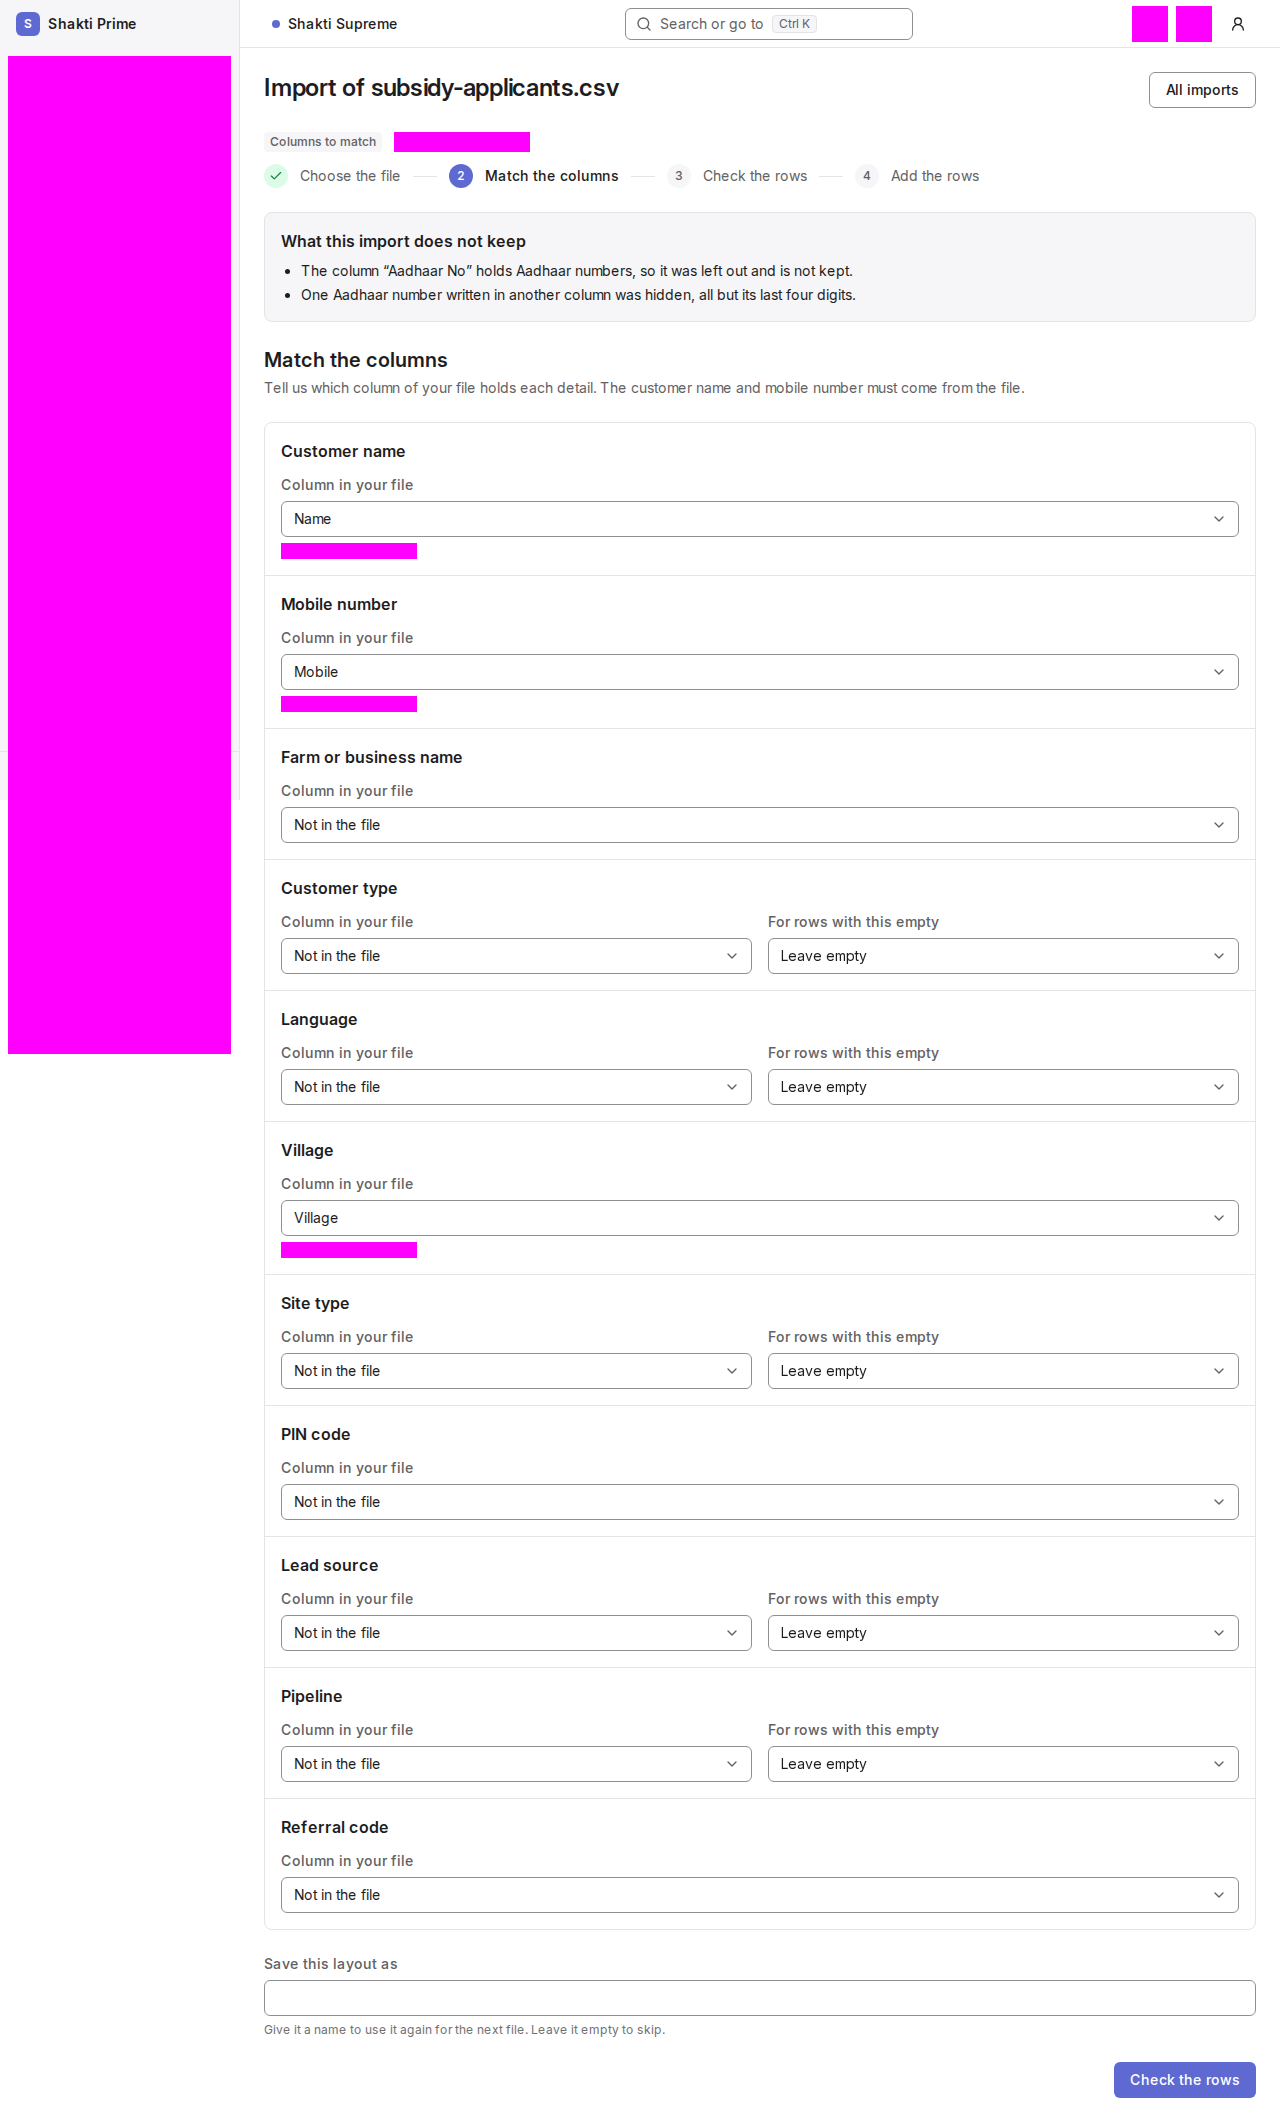 S Shakti Prime
Shakti Supreme
Search or go to Ctrl K
Import of subsidy-applicants.csv
All imports
Columns to match
Choose the file
2 Match the columns
3 Check the rows
4 Add the rows
What this import does not keep
• The column “Aadhaar No” holds Aadhaar numbers, so it was left out and is not kept.
• One Aadhaar number written in another column was hidden, all but its last four digits.
Match the columns
Tell us which column of your file holds each detail. The customer name and mobile number must come from the file.
Customer name
Column in your file
Name
Mobile number
Column in your file
Mobile
Farm or business name
Column in your file
Not in the file
Customer type
Column in your file For rows with this empty
Not in the file Leave empty
Language
Column in your file For rows with this empty
Not in the file Leave empty
Village
Column in your file
Village
Site type
Column in your file For rows with this empty
Not in the file Leave empty
PIN code
Column in your file
Not in the file
Lead source
Column in your file For rows with this empty
Not in the file Leave empty
Pipeline
Column in your file For rows with this empty
Not in the file Leave empty
Referral code
Column in your file
Not in the file
Save this layout as
Give it a name to use it again for the next file. Leave it empty to skip.
Check the rows